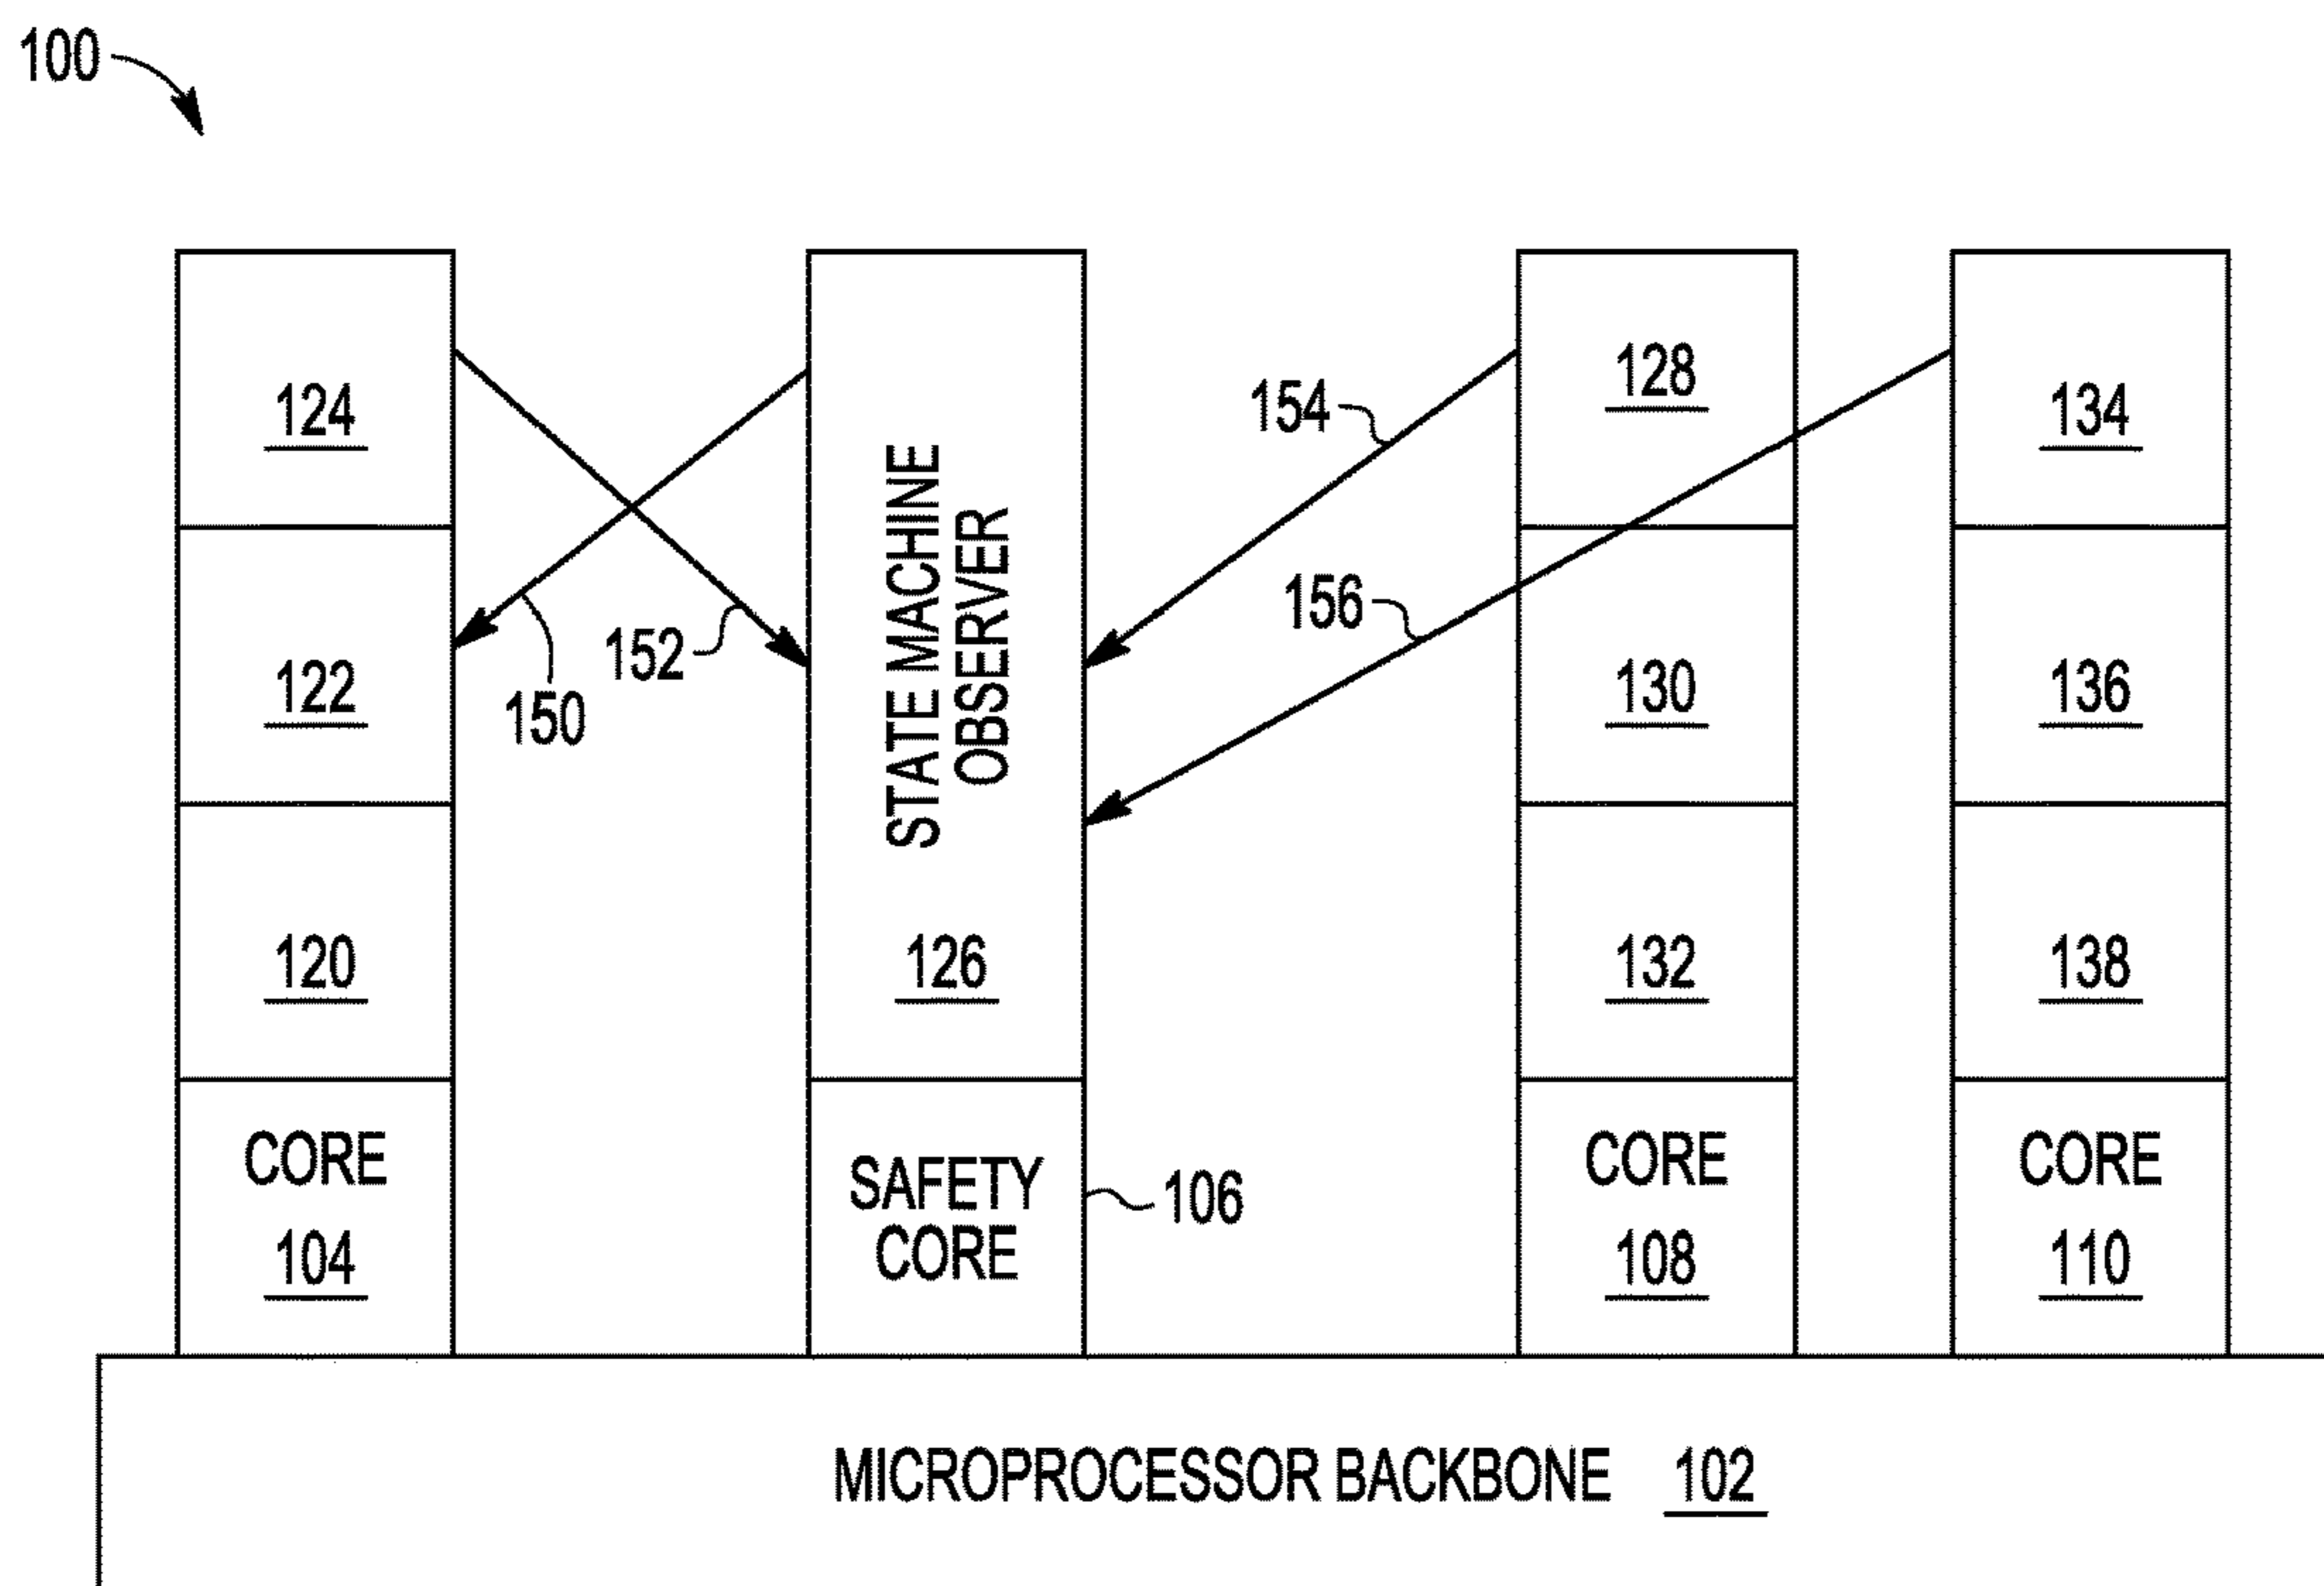 100
124
122
120
CORE
104
150
152
STATE MACHINE
OBSERVER
126
SAFETY
CORE
106
154
156
128
130
132
CORE
108
134
136
138
CORE
110
MICROPROCESSOR BACKBONE 102